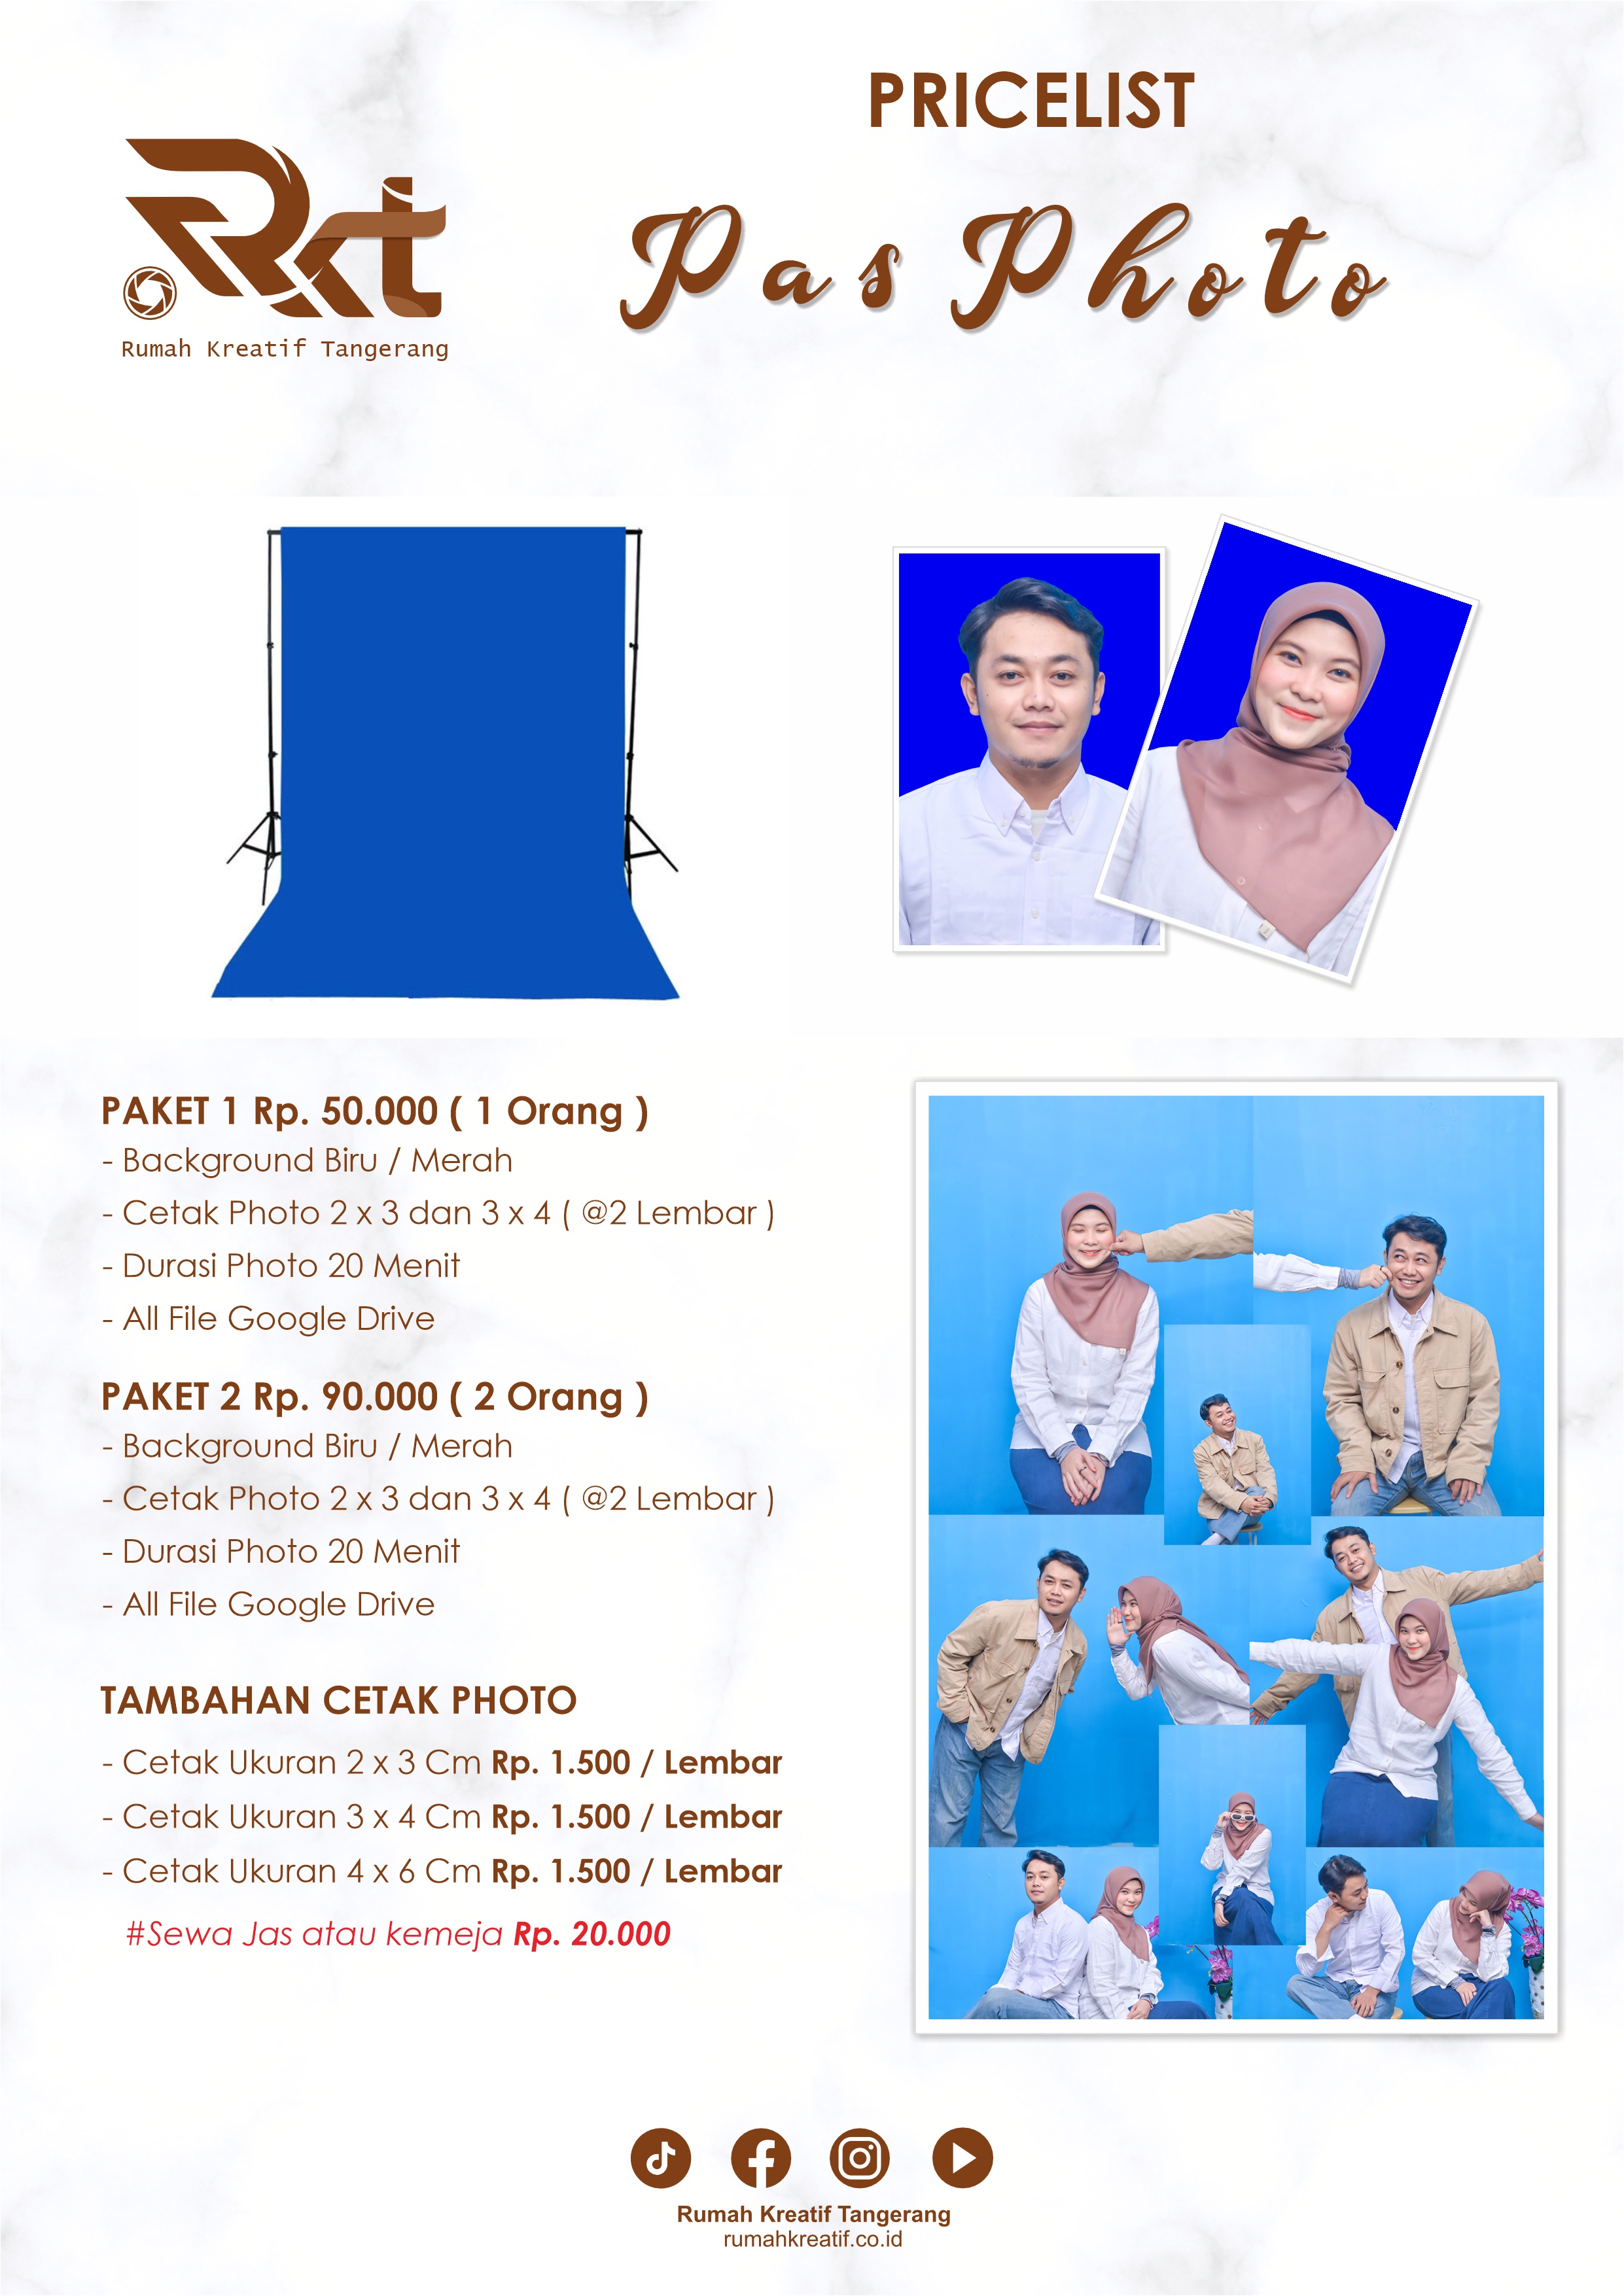 PRICELIST
Rkt
Rumah Kreatif Tangerang
Pas Photo
PAKET 1 Rp. 50.000 ( 1 Orang )
- Background Biru / Merah
- Cetak Photo 2 x 3 dan 3 x 4 ( @2 Lembar )
- Durasi Photo 20 Menit
- All File Google Drive
PAKET 2 Rp. 90.000 ( 2 Orang )
- Background Biru / Merah
- Cetak Photo 2 x 3 dan 3 x 4 ( @2 Lembar )
- Durasi Photo 20 Menit
- All File Google Drive
TAMBAHAN CETAK PHOTO
- Cetak Ukuran 2 x 3 Cm Rp. 1.500 / Lembar
- Cetak Ukuran 3 x 4 Cm Rp. 1.500 / Lembar
- Cetak Ukuran 4 x 6 Cm Rp. 1.500 / Lembar
#Sewa Jas atau kemeja Rp. 20.000
Rumah Kreatif Tangerang
rumahkreatif.co.id